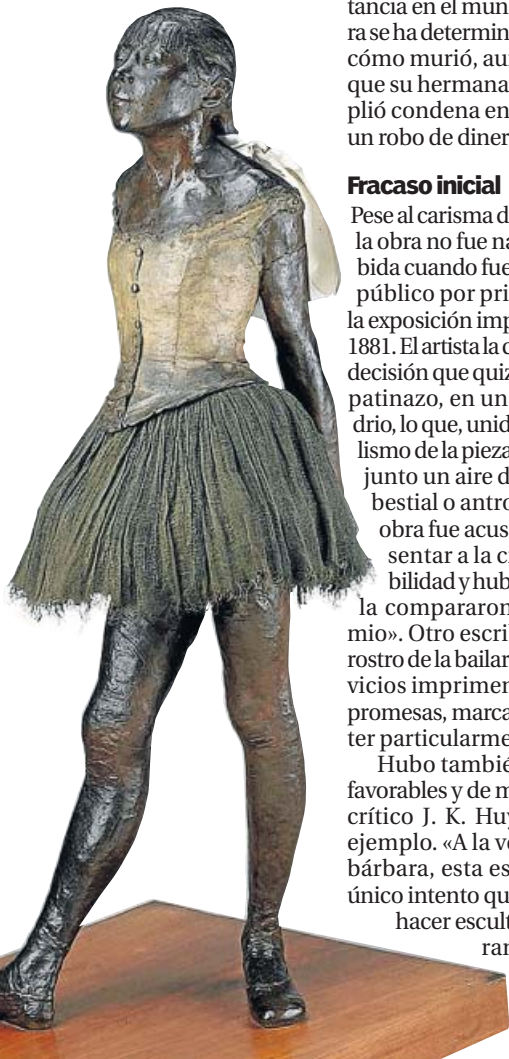 tancia en el mun
ra se ha determin
cómo murió, au
que su hermana
plió condena en
un robo de diner
Fracaso inicial
Pese al carisma d
la obra no fue na
bida cuando fue
público por pri
la exposición imp
1881. El artista la c
decisión que quiz
patinazo, en un
drio, lo que, unid
lismo de la pieza
junto un aire d
bestial o antro
obra fue acus
sentar a la c
bilidad y hub
la compararon
mio». Otro escri
rostro de la bailar
vicios imprimen
promesas, marca
ter particularme
Hubo tambié
favorables y de m
crítico J. K. Huy
ejemplo. «A la v
bárbara, esta es
único intento qu
hacer escult
ran